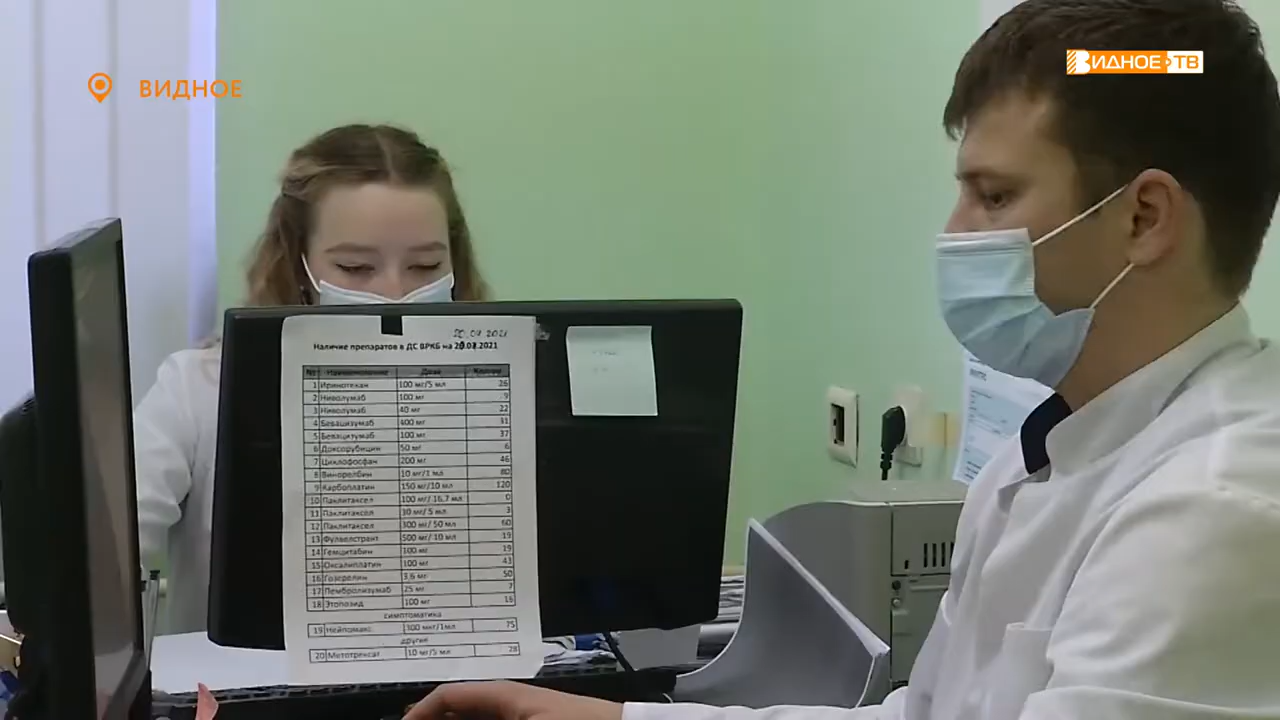 ВИДНОЕ
ВИДНОЕ ТВ
20.07.2021
Наличие препаратов в ДС ВРКБ на 20.07.2021
№ Наименование Доза Кол-во
1 Иринотекан 100 мг/5 мл 26
2 Ниволумаб 100 мг 9
3 Ниволумаб 40 мг 22
4 Бевацизумаб 400 мг 31
5 Бевацизумаб 100 мг 37
6 Доксорубицин 50 мг 6
7 Циклофосфан 200 мг 46
8 Винорелбин 10 мг/1 мл 80
9 Карбоплатин 150 мг/10 мл 120
10 Паклитаксел 100 мг/ 16,7 мл 0
11 Паклитаксел 30 мг/ 5 мл 3
12 Паклитаксел 300 мг/ 50 мл 60
13 Фулвестрант 500 мг/ 10 мл 19
14 Гемцитабин 100 мг 19
15 Оксалиплатин 100 мг 43
16 Гозерелин 3,6 мг 50
17 Пембролизумаб 25 мг 7
18 Этопозид 100 мг 16
симптоматика
19 Нейпомакс 300 мкг/1мл 75
другие
20 Метотрексат 10 мг/5 мл 28